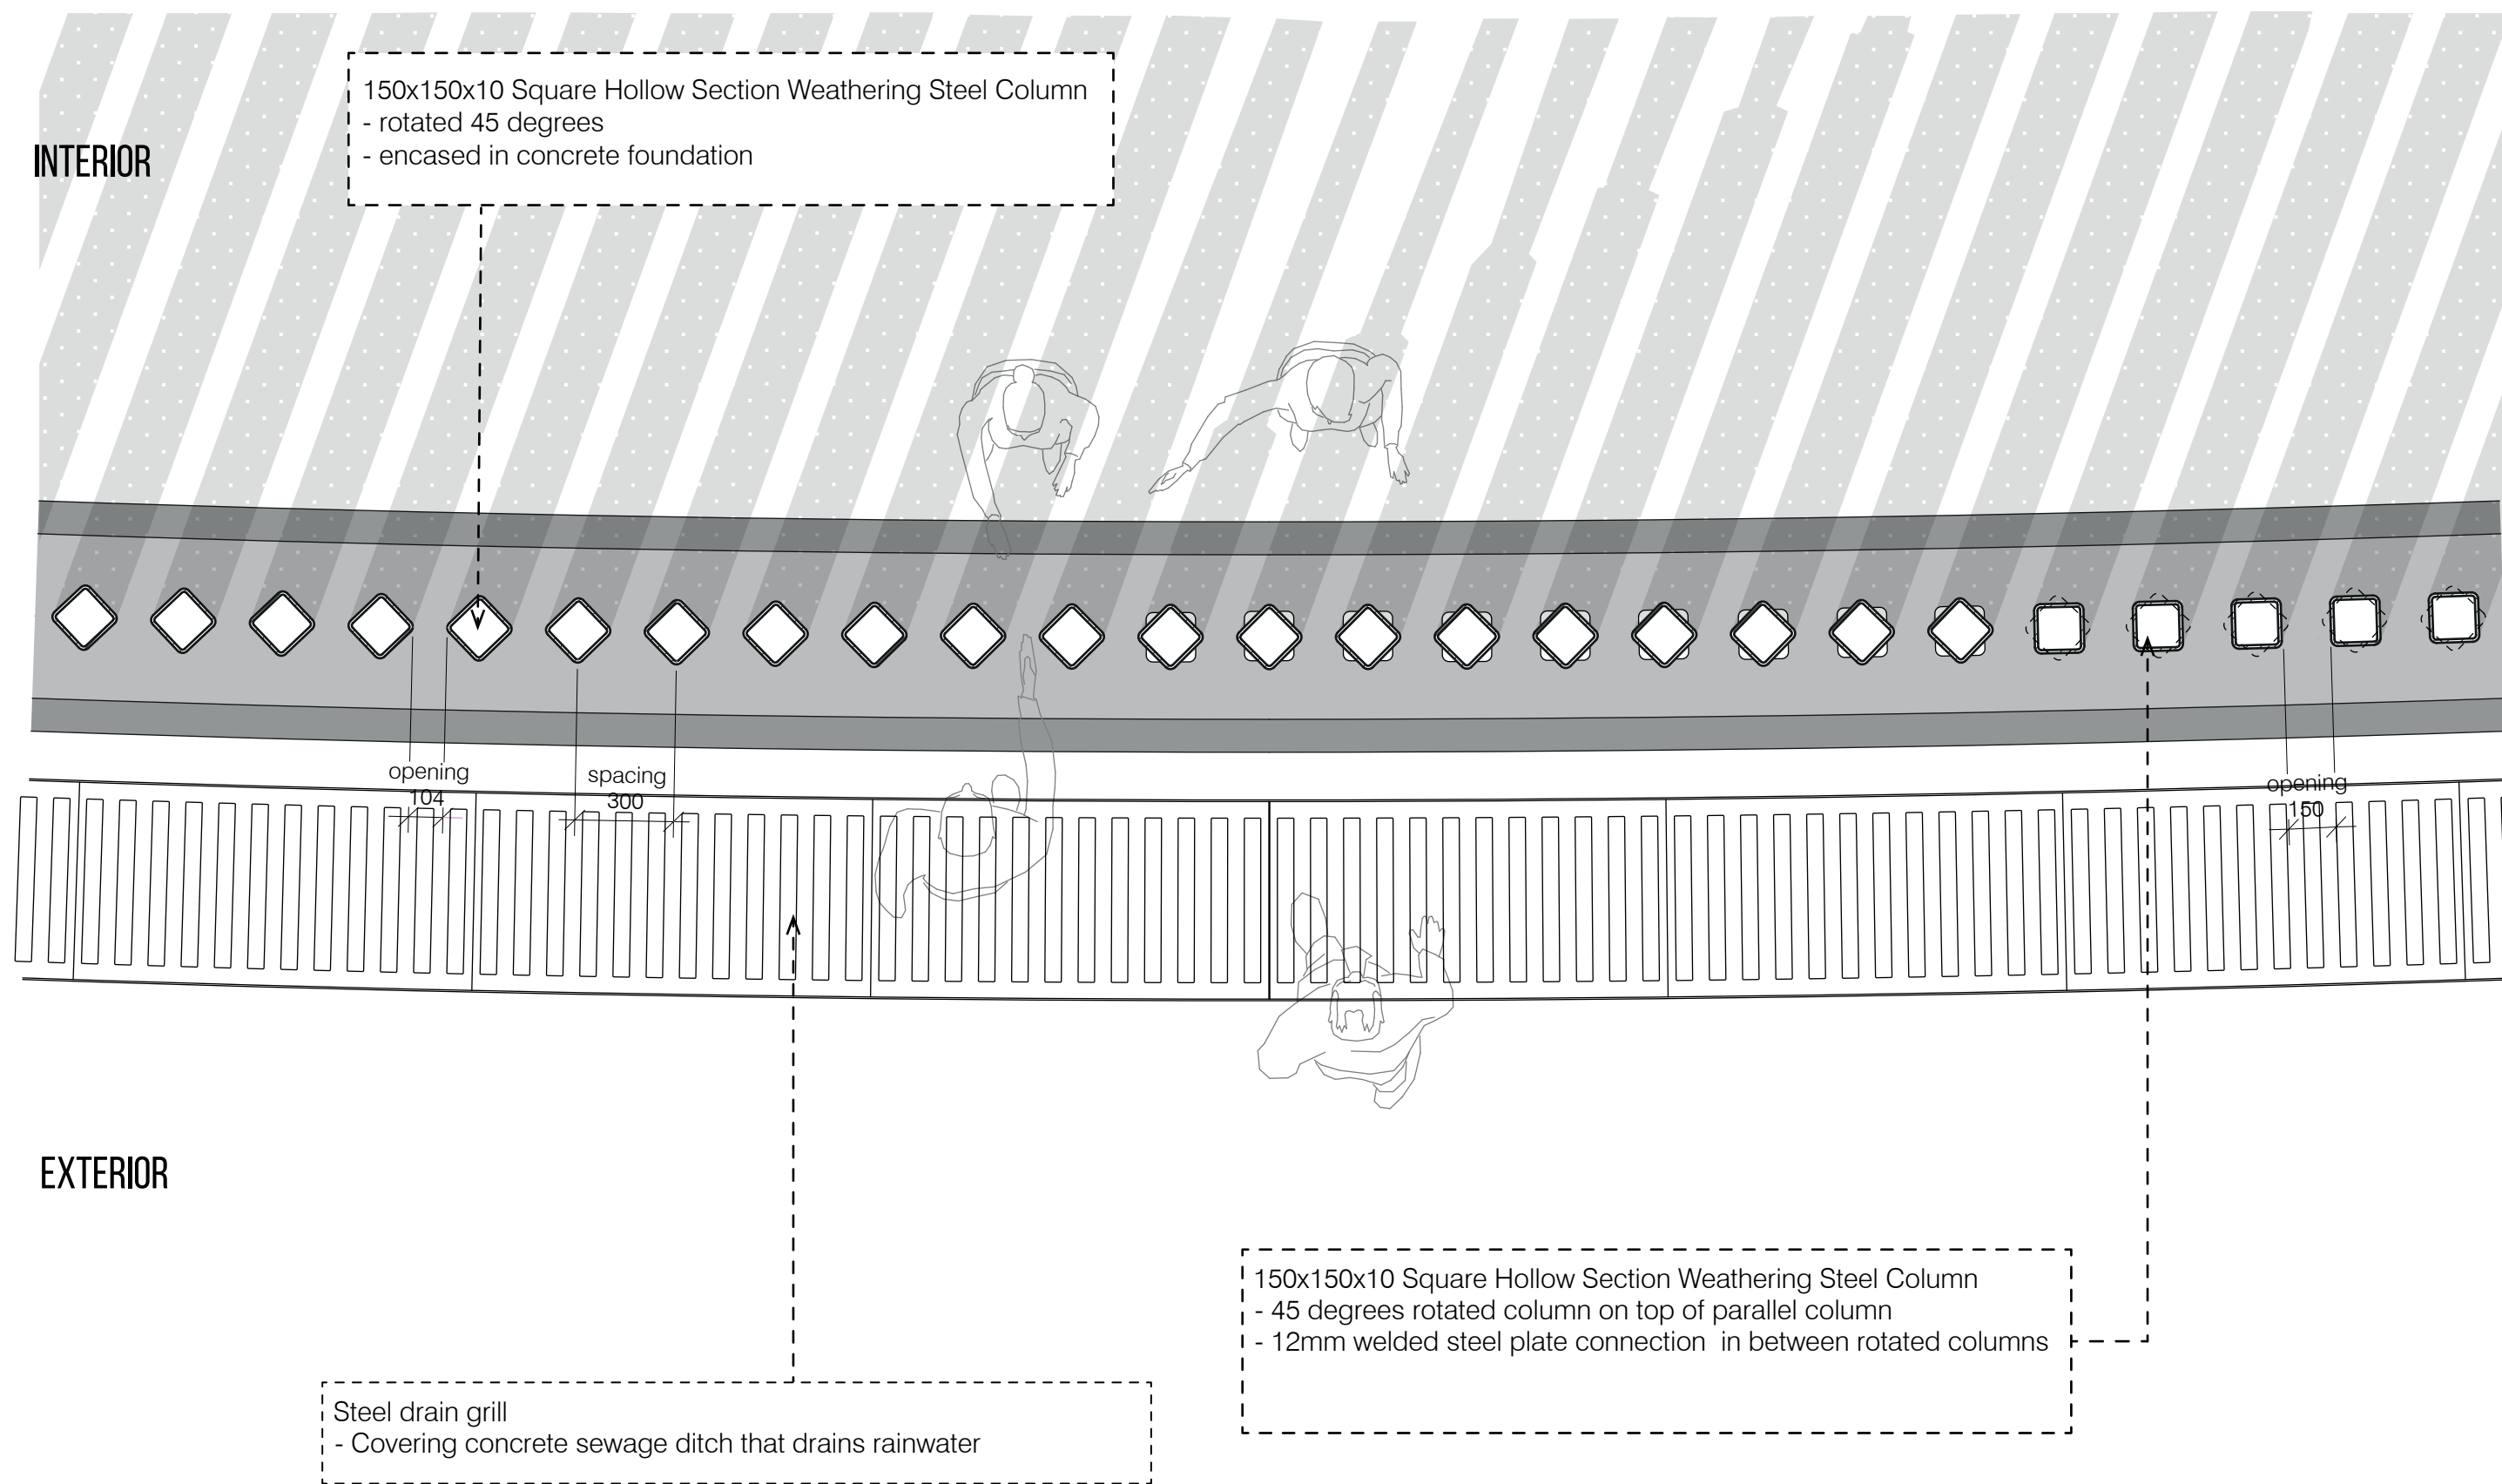 150x150x10 Square Hollow Section Weathering Steel Column
- rotated 45 degrees
- encased in concrete foundation
INTERIOR
opening
104
spacing
300
opening
150
EXTERIOR
150x150x10 Square Hollow Section Weathering Steel Column
- 45 degrees rotated column on top of parallel column
- 12mm welded steel plate connection  in between rotated columns
Steel drain grill
- Covering concrete sewage ditch that drains rainwater